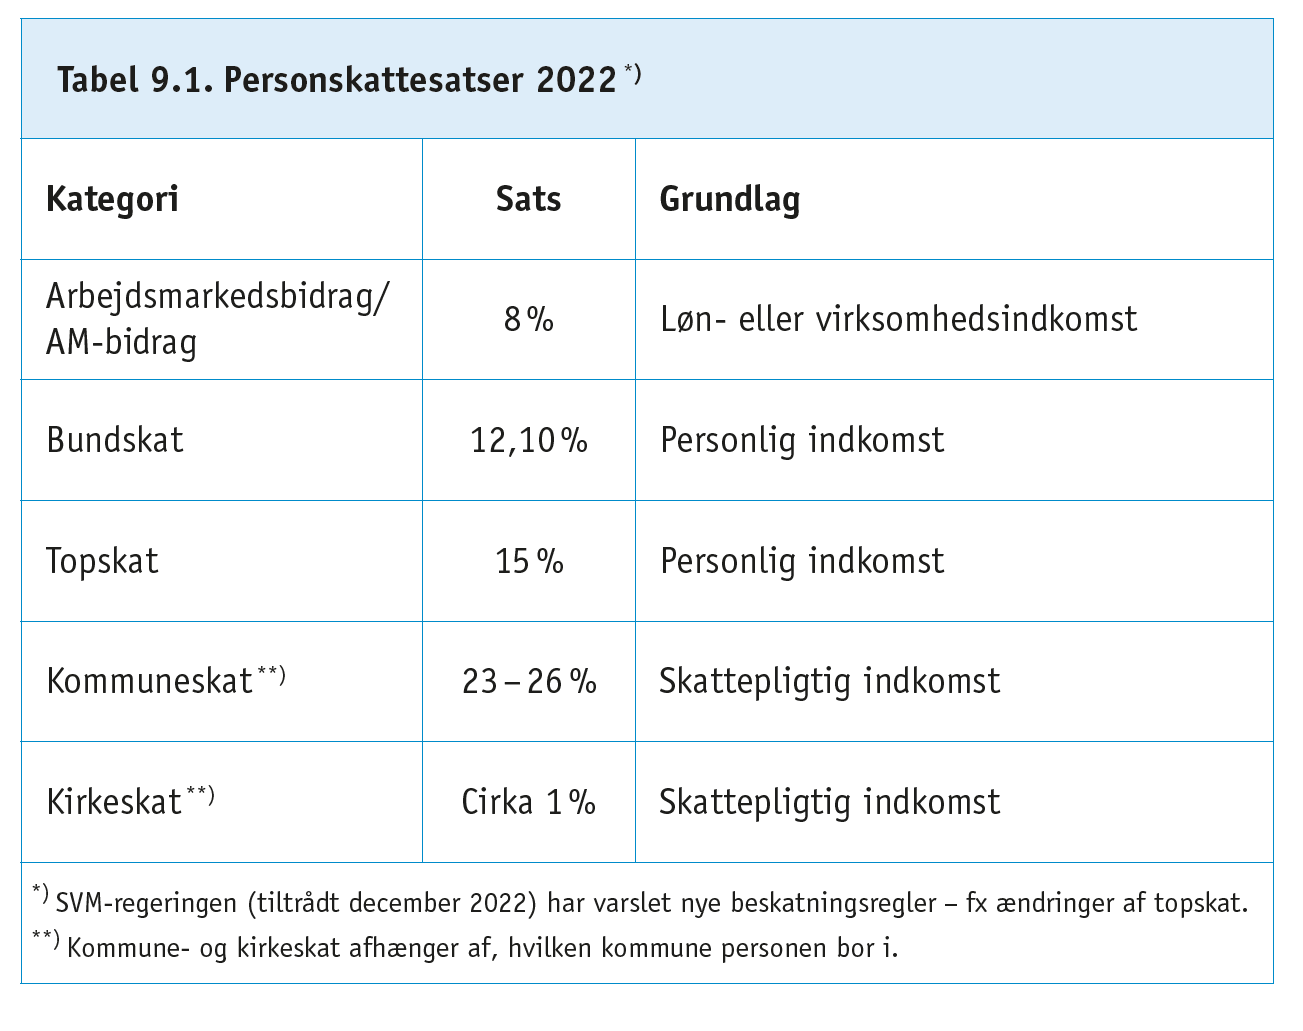 Tabel 9.1. Personskattesatser 2022 *)
Kategori Sats Grundlag
Arbejdsmarkedsbidrag/
AM-bidrag 8 % Løn- eller virksomhedsindkomst
Bundskat 12,10 % Personlig indkomst
Topskat 15 % Personlig indkomst
Kommuneskat **) 23 – 26 % Skattepligtig indkomst
Kirkeskat **) Cirka 1 % Skattepligtig indkomst
*) SVM-regeringen (tiltrådt december 2022) har varslet nye beskatningsregler – fx ændringer af topskat.
**) Kommune- og kirkeskat afhænger af, hvilken kommune personen bor i.